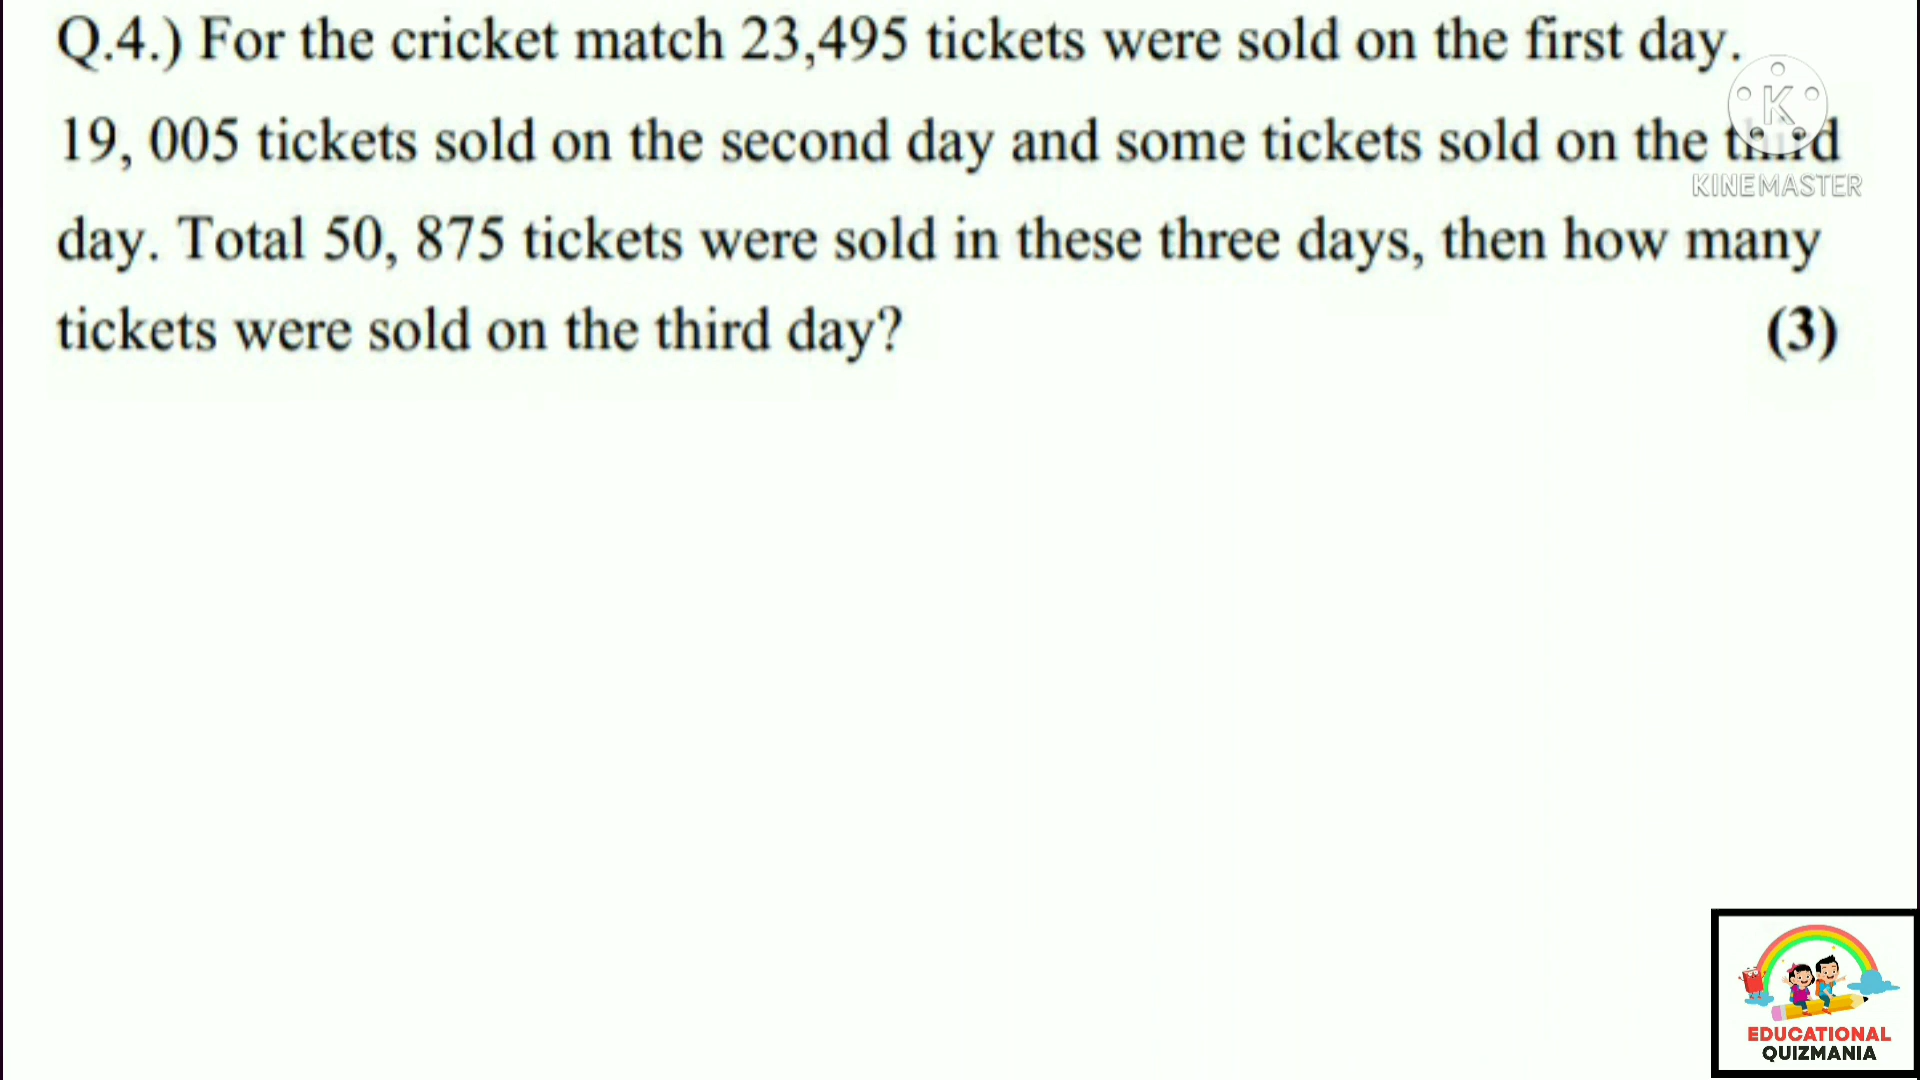 Q.4.) For the cricket match 23,495 tickets were sold on the first day.
19, 005 tickets sold on the second day and some tickets sold on the third
day. Total 50, 875 tickets were sold in these three days, then how many
tickets were sold on the third day? (3)
K
KINEMASTER
EDUCATIONAL
QUIZMANIA